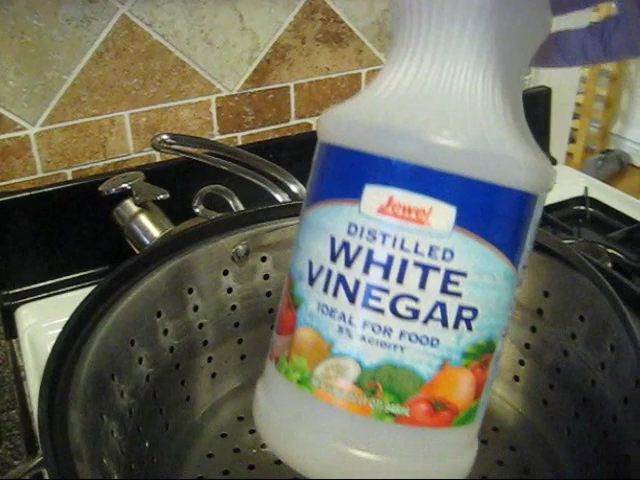 Jewel
DISTILLED
WHITE
VINEGAR
IDEAL FOR FOOD
5% ACIDITY